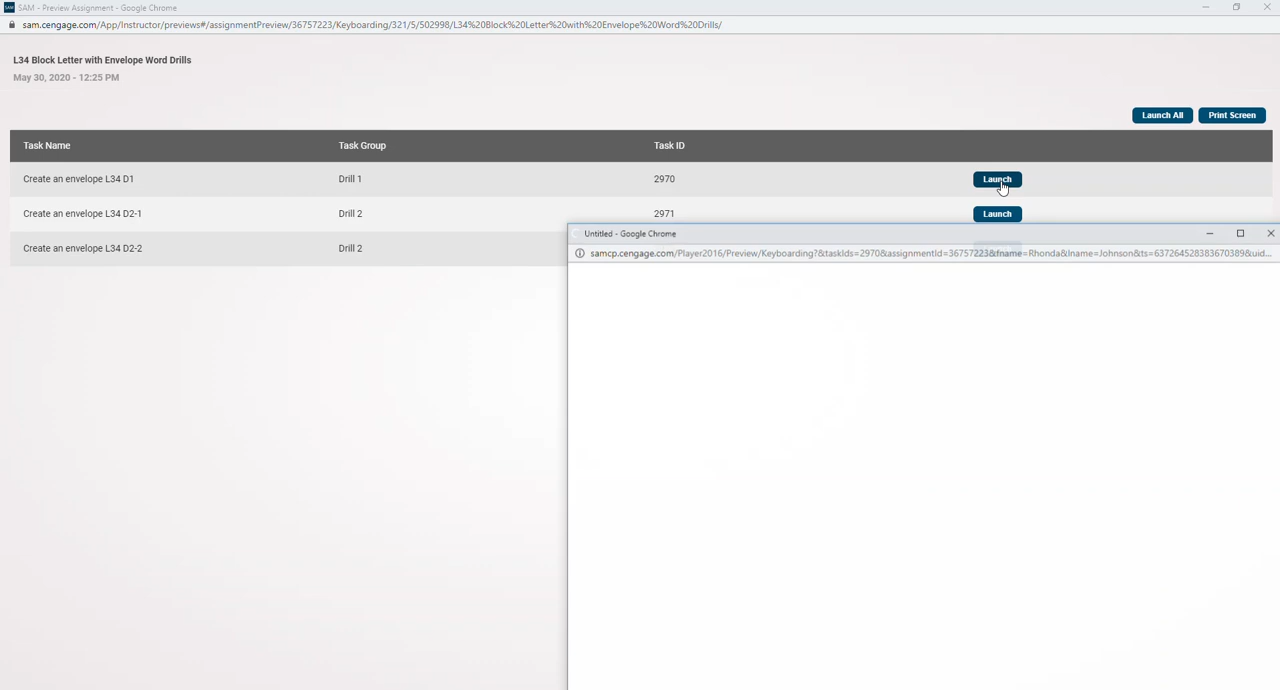 SAM - Preview Assignment - Google Chrome
sam.cengage.com/App/Instructor/previews#/assignmentPreview/36757223/Keyboarding/321/5/502998/L34%20Block%20Letter%20with%20Envelope%20Word%20Drills/
L34 Block Letter with Envelope Word Drills
May 30, 2020 - 12:25 PM
Launch All Print Screen
Task Name Task Group Task ID
Create an envelope L34 D1 Drill 1 2970 Launch
Create an envelope L34 D2-1 Drill 2 2971 Launch
Create an envelope L34 D2-2 Drill 2
Untitled - Google Chrome
samcp.cengage.com/Player2016/Preview/Keyboarding?&taskIds=2970&assignmentId=36757223&fname=Rhonda&lname=Johnson&ts=637264528383670389&uid...